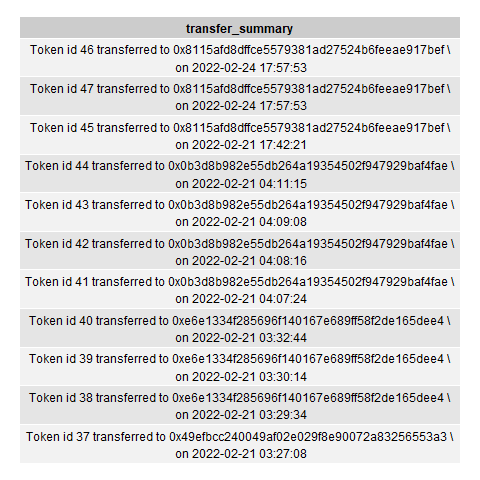 transfer_summary
Token id 46 transferred to 0x8115afd8dffce5579381ad27524b6feeae917bef \
on 2022-02-24 17:57:53
Token id 47 transferred to 0x8115afd8dffce5579381ad27524b6feeae917bef \
on 2022-02-24 17:57:53
Token id 45 transferred to 0x8115afd8dffce5579381ad27524b6feeae917bef \
on 2022-02-21 17:42:21
Token id 44 transferred to 0x0b3d8b982e55db264a19354502f947929baf4fae \
on 2022-02-21 04:11:15
Token id 43 transferred to 0x0b3d8b982e55db264a19354502f947929baf4fae \
on 2022-02-21 04:09:08
Token id 42 transferred to 0x0b3d8b982e55db264a19354502f947929baf4fae \
on 2022-02-21 04:08:16
Token id 41 transferred to 0x0b3d8b982e55db264a19354502f947929baf4fae \
on 2022-02-21 04:07:24
Token id 40 transferred to 0xe6e1334f285696f140167e689ff58f2de165dee4 \
on 2022-02-21 03:32:44
Token id 39 transferred to 0xe6e1334f285696f140167e689ff58f2de165dee4 \
on 2022-02-21 03:30:14
Token id 38 transferred to 0xe6e1334f285696f140167e689ff58f2de165dee4 \
on 2022-02-21 03:29:34
Token id 37 transferred to 0x49efbcc240049af02e029f8e90072a83256553a3 \
on 2022-02-21 03:27:08